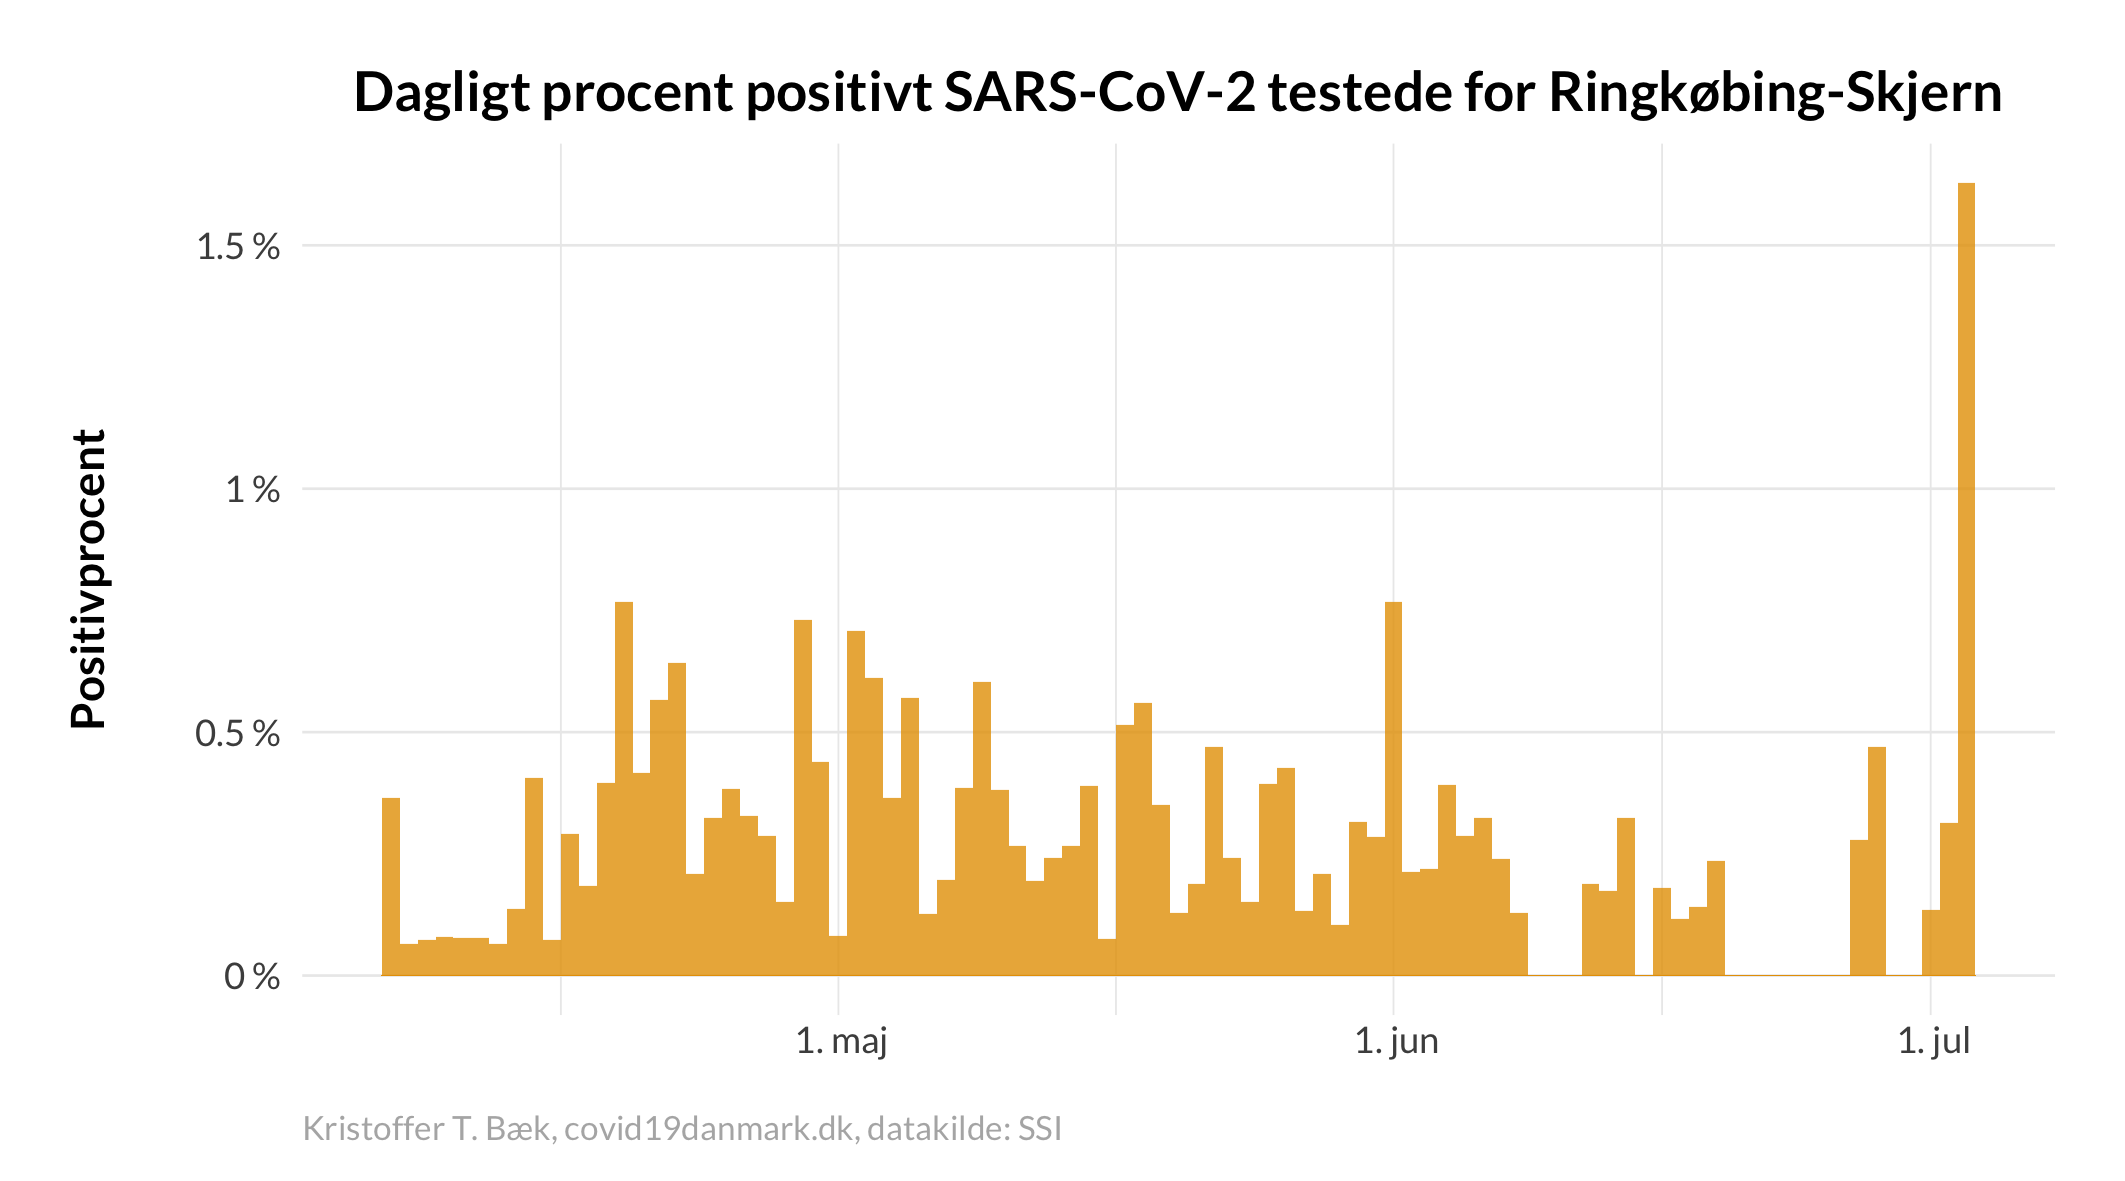 Dagligt procent positivt SARS-CoV-2 testede for Ringkøbing-Skjern
Positivprocent
1.5 %
1 %
0.5 %
0 %
1. maj
1. jun
1. jul
Kristoffer T. Bæk, covid19danmark.dk, datakilde: SSI